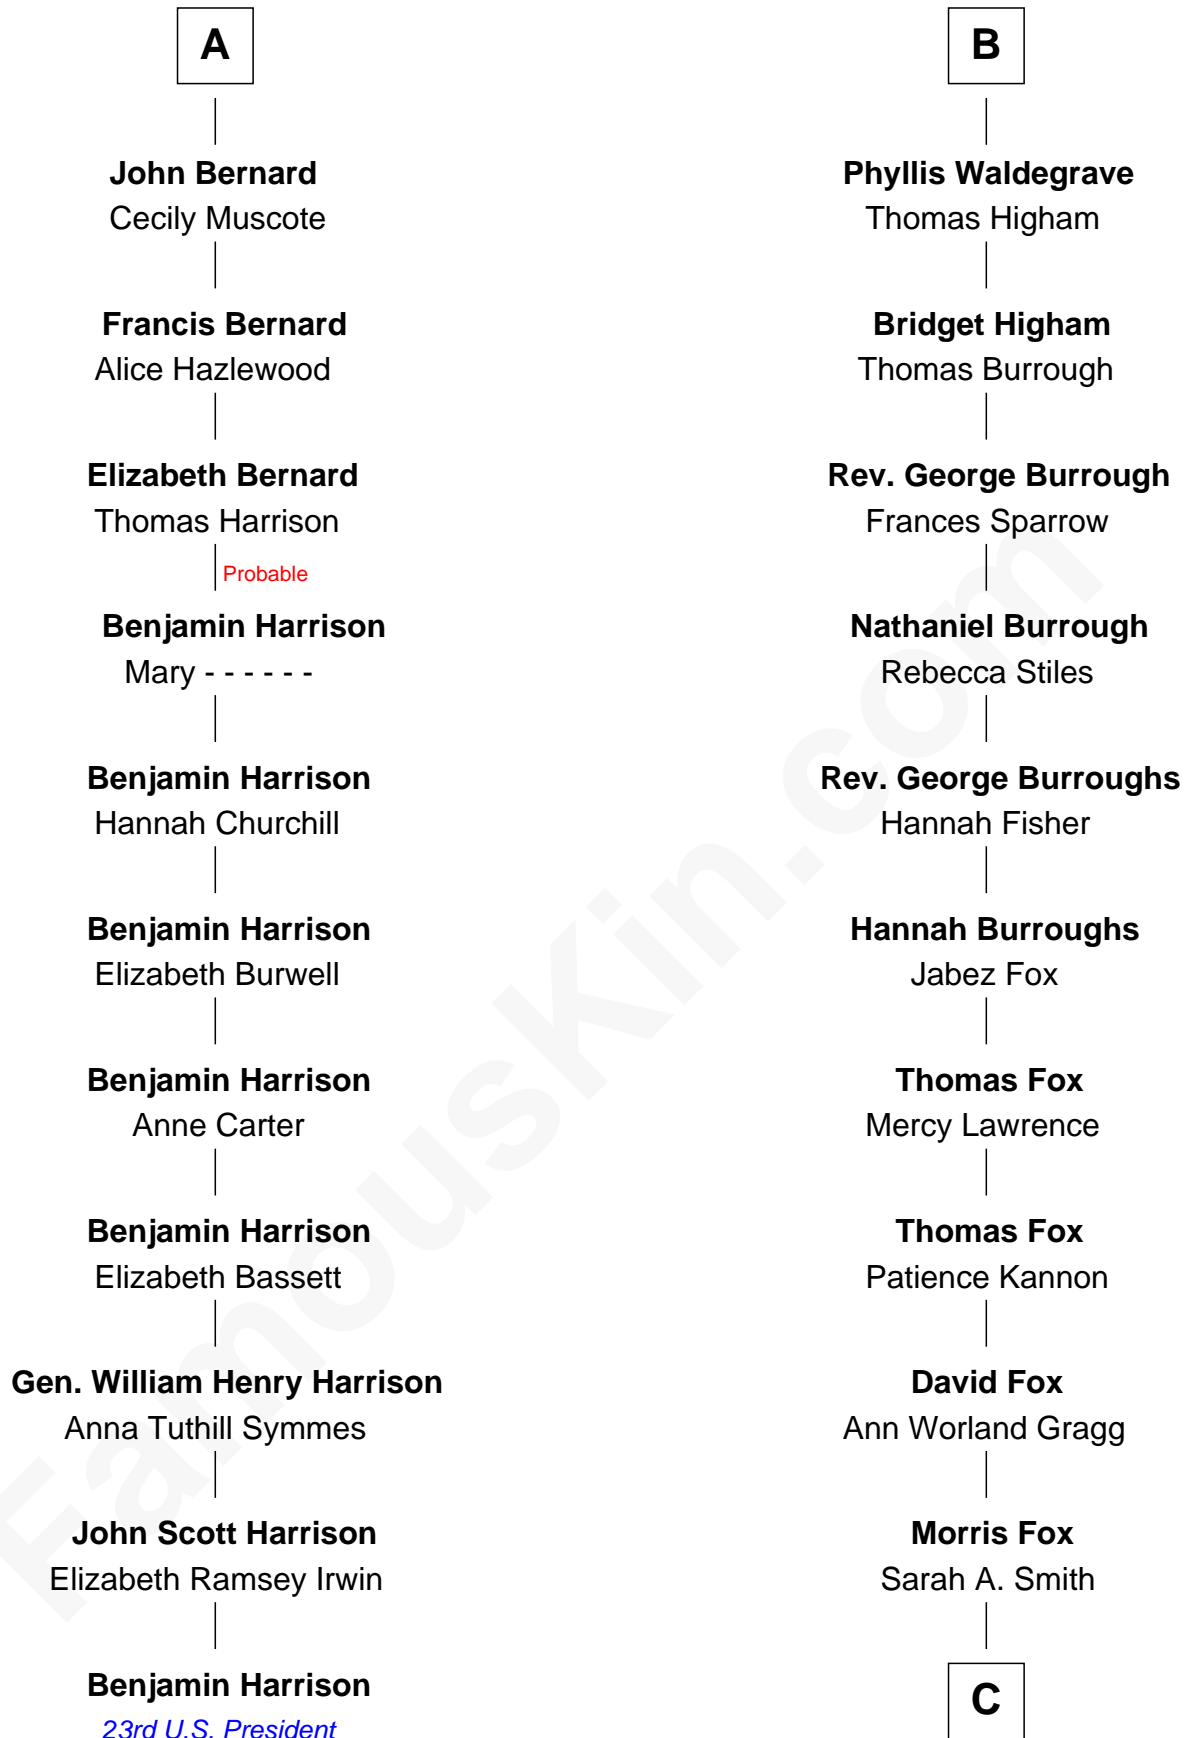 A
John Bernard
Cecily Muscote
Francis Bernard
Alice Hazlewood
Elizabeth Bernard
Thomas Harrison
Probable
Benjamin Harrison
Mary - - - - - -
Benjamin Harrison
Hannah Churchill
Benjamin Harrison
Elizabeth Burwell
Benjamin Harrison
Anne Carter
Benjamin Harrison
Elizabeth Bassett
Gen. William Henry Harrison
Anna Tuthill Symmes
John Scott Harrison
Elizabeth Ramsey Irwin
Benjamin Harrison
23rd U.S. President
B
Phyllis Waldegrave
Thomas Higham
Bridget Higham
Thomas Burrough
Rev. George Burrough
Frances Sparrow
Nathaniel Burrough
Rebecca Stiles
Rev. George Burroughs
Hannah Fisher
Hannah Burroughs
Jabez Fox
Thomas Fox
Mercy Lawrence
Thomas Fox
Patience Kannon
David Fox
Ann Worland Gragg
Morris Fox
Sarah A. Smith
C
FamousKin.com